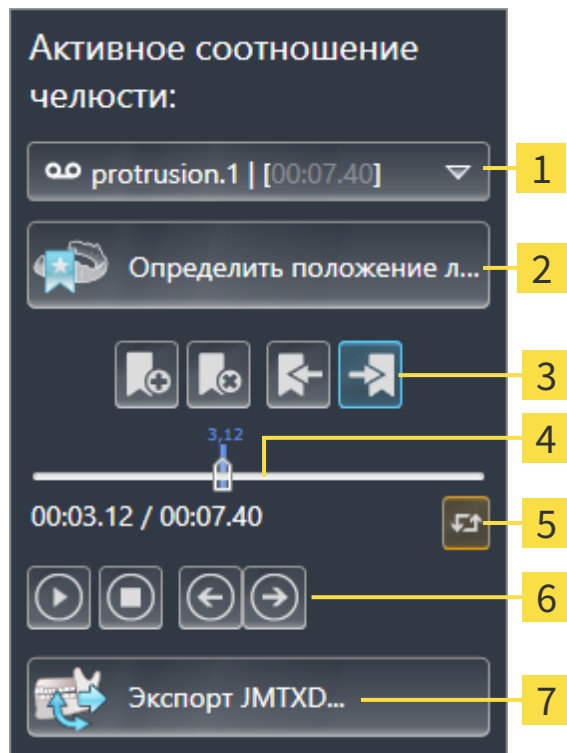 Активное соотношение
челюсти:
protrusion.1 | [00:07.40]
1
Определить положение л...
2
3
3,12
4
00:03.12 / 00:07.40
5
6
Экспорт JMTXD...
7